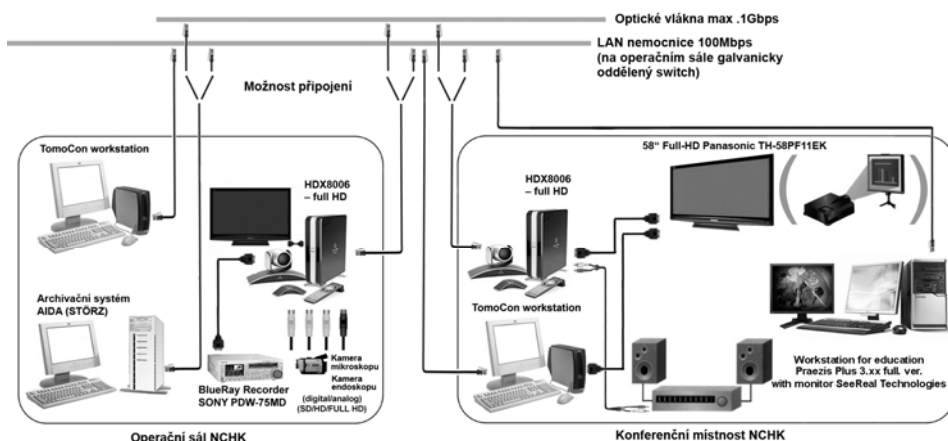 Optické vlákna max .1Gbps
LAN nemocnice 100Mbps
(na operačním sále galvanicky
oddělený switch)
Možnost připojení
TomoCon workstation
HDX8006
– full HD
Archivační systém
AIDA (STÖRZ)
BlueRay Recorder
SONY PDW-75MD
Kamera
mikroskopu
Kamera
endoskopu
(digital/analog)
(SD/HD/FULL HD)
Operační sál NCHK
58“ Full-HD Panasonic TH-58PF11EK
HDX8006
– full HD
TomoCon workstation
Workstation for education
Praezis Plus 3.xx full. ver.
with monitor SeeReal Technologies
Konferenční místnost NCHK